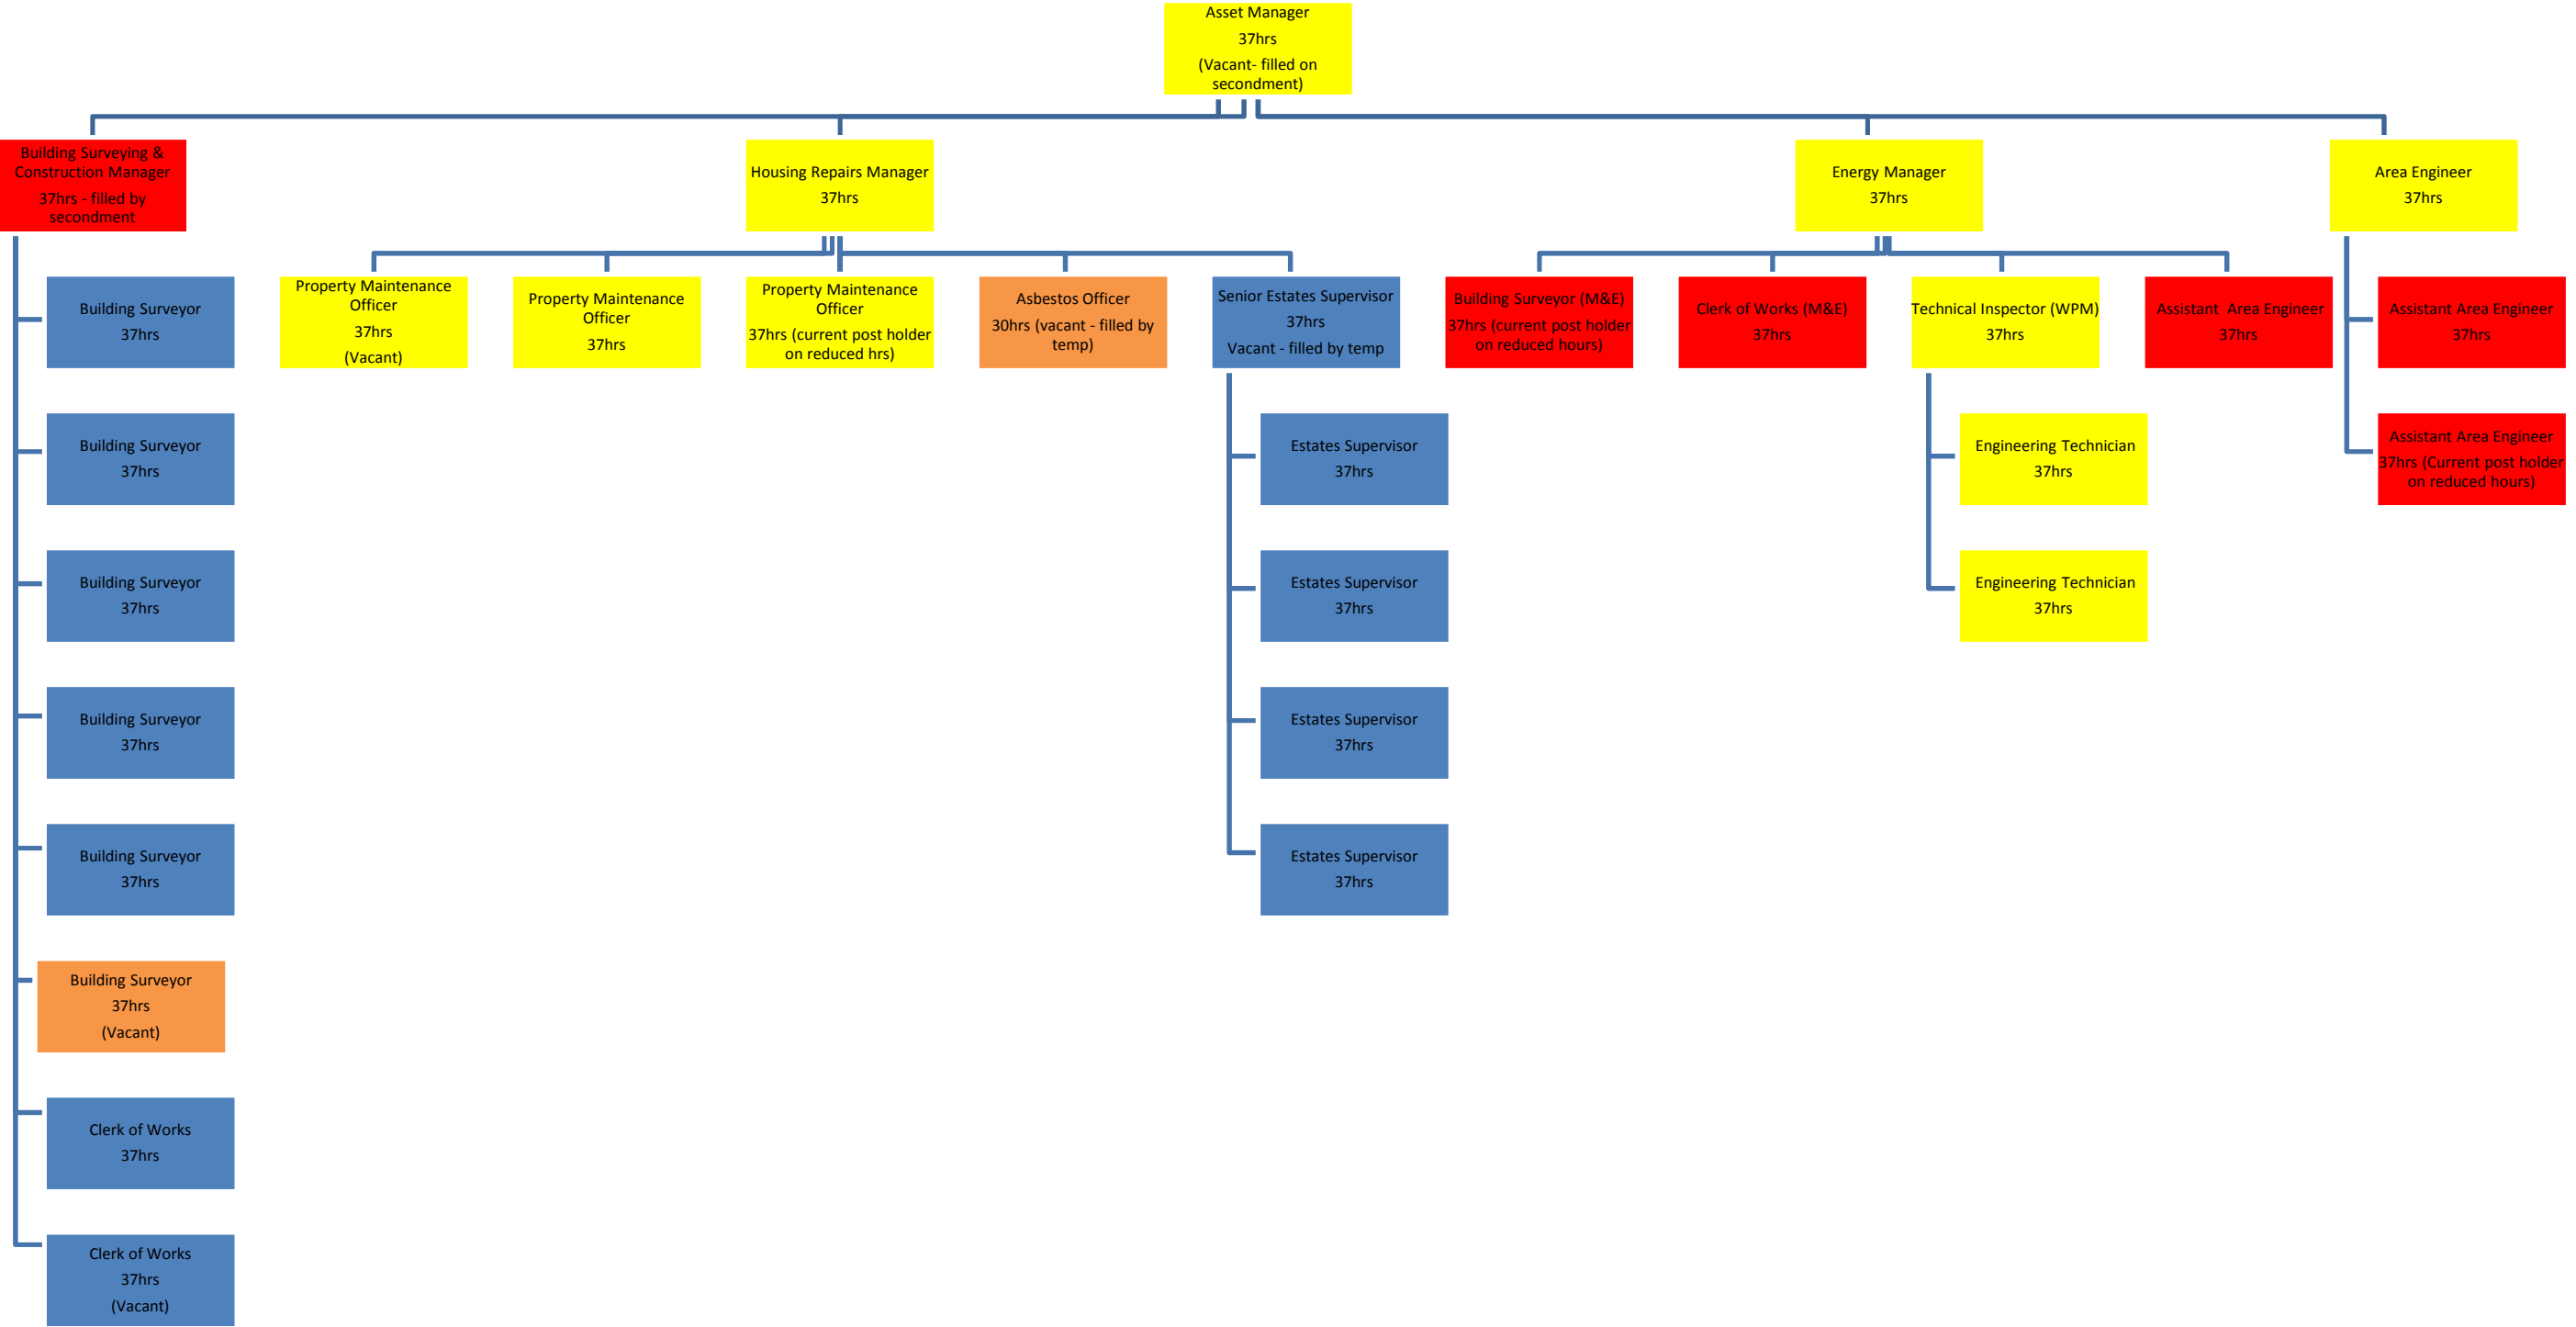 Asset Manager
37hrs
(Vacant- filled on
secondment)
Building Surveying &
Construction Manager
37hrs - filled by
secondment
Housing Repairs Manager
37hrs
Energy Manager
37hrs
Area Engineer
37hrs
Building Surveyor
37hrs
Property Maintenance
Officer
37hrs
(Vacant)
Property Maintenance
Officer
37hrs
Property Maintenance
Officer
37hrs (current post holder
on reduced hrs)
Asbestos Officer
30hrs (vacant - filled by
temp)
Senior Estates Supervisor
37hrs
Vacant - filled by temp
Building Surveyor (M&E)
37hrs (current post holder
on reduced hours)
Clerk of Works (M&E)
37hrs
Technical Inspector (WPM)
37hrs
Assistant  Area Engineer
37hrs
Assistant Area Engineer
37hrs
Building Surveyor
37hrs
Estates Supervisor
37hrs
Engineering Technician
37hrs
Assistant Area Engineer
37hrs (Current post holder
on reduced hours)
Building Surveyor
37hrs
Estates Supervisor
37hrs
Engineering Technician
37hrs
Building Surveyor
37hrs
Estates Supervisor
37hrs
Building Surveyor
37hrs
Estates Supervisor
37hrs
Building Surveyor
37hrs
(Vacant)
Clerk of Works
37hrs
Clerk of Works
37hrs
(Vacant)